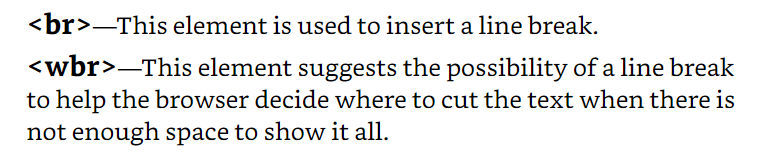 <br>—This element is used to insert a line break.
<wbr>—This element suggests the possibility of a line break
to help the browser decide where to cut the text when there is
not enough space to show it all.